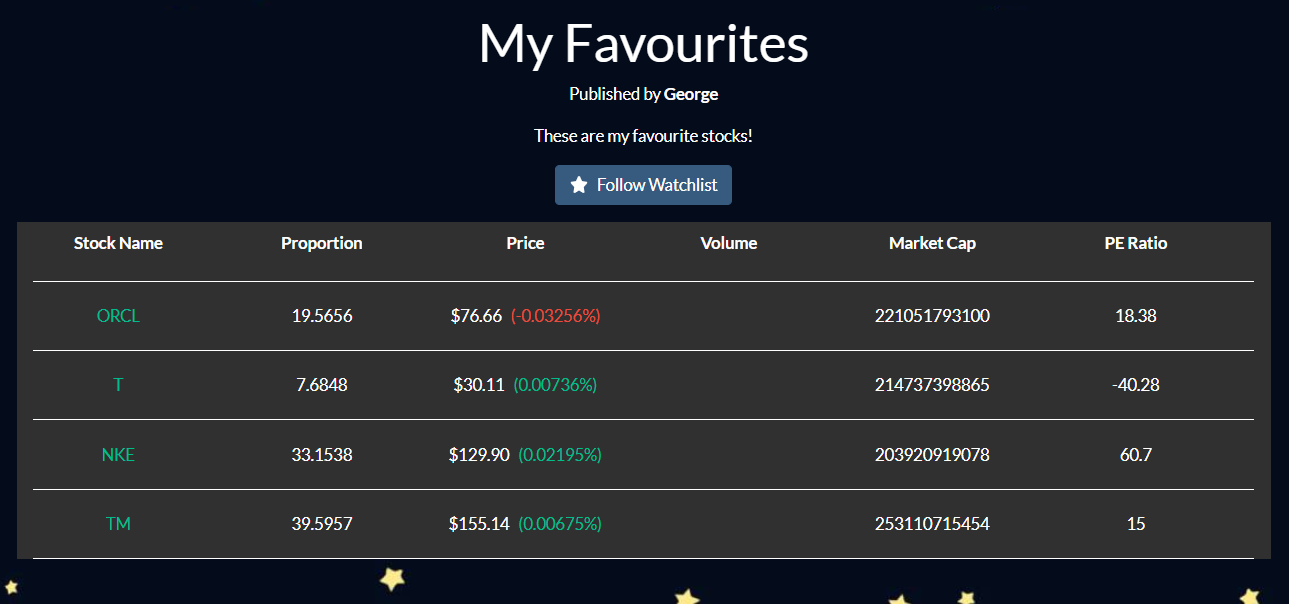 My Favourites
Published by George
These are my favourite stocks!
Follow Watchlist
Stock Name Proportion Price Volume Market Cap PE Ratio
ORCL 19.5656 $76.66 (-0.03256%) 221051793100 18.38
T 7.6848 $30.11 (0.00736%) 214737398865 -40.28
NKE 33.1538 $129.90 (0.02195%) 203920919078 60.7
TM 39.5957 $155.14 (0.00675%) 253110715454 15